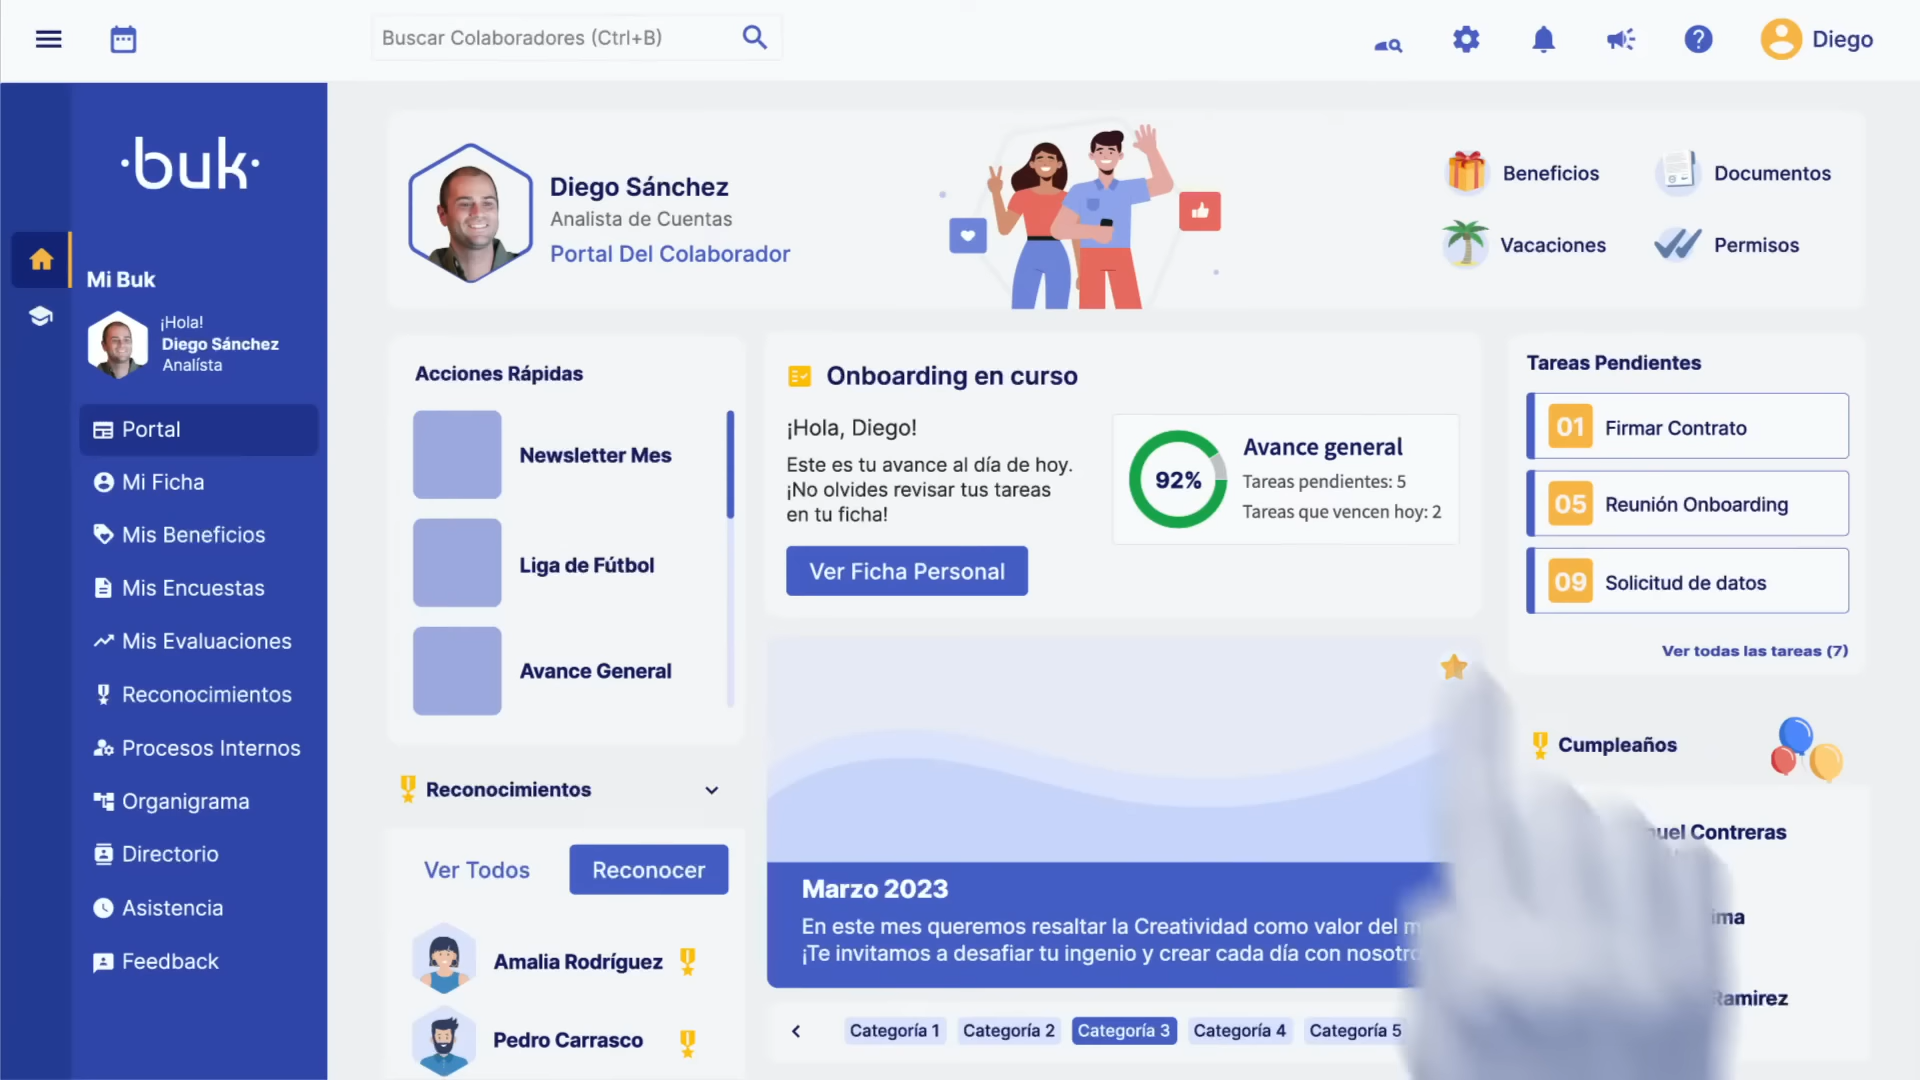 Buscar Colaboradores (Ctrl+B)
Diego
·buk·
Mi Buk
¡Hola!
Diego Sánchez
Analísta
Portal
Mi Ficha
Mis Beneficios
Mis Encuestas
Mis Evaluaciones
Reconocimientos
Procesos Internos
Organigrama
Directorio
Asistencia
Feedback
Diego Sánchez
Analista de Cuentas
Portal Del Colaborador
Beneficios
Documentos
Vacaciones
Permisos
Acciones Rápidas
Newsletter Mes
Liga de Fútbol
Avance General
Reconocimientos
Ver Todos
Reconocer
Amalia Rodríguez
Pedro Carrasco
Onboarding en curso
¡Hola, Diego!
Este es tu avance al día de hoy.
¡No olvides revisar tus tareas
en tu ficha!
Ver Ficha Personal
92%
Avance general
Tareas pendientes: 5
Tareas que vencen hoy: 2
Marzo 2023
En este mes queremos resaltar la Creatividad como valor del
¡Te invitamos a desafiar tu ingenio y crear cada día con
Categoría 1
Categoría 2
Categoría 3
Categoría 4
Categoría 5
Tareas Pendientes
01 Firmar Contrato
05 Reunión Onboarding
09 Solicitud de datos
Ver todas las tareas (7)
Cumpleaños
Contreras
Ramirez